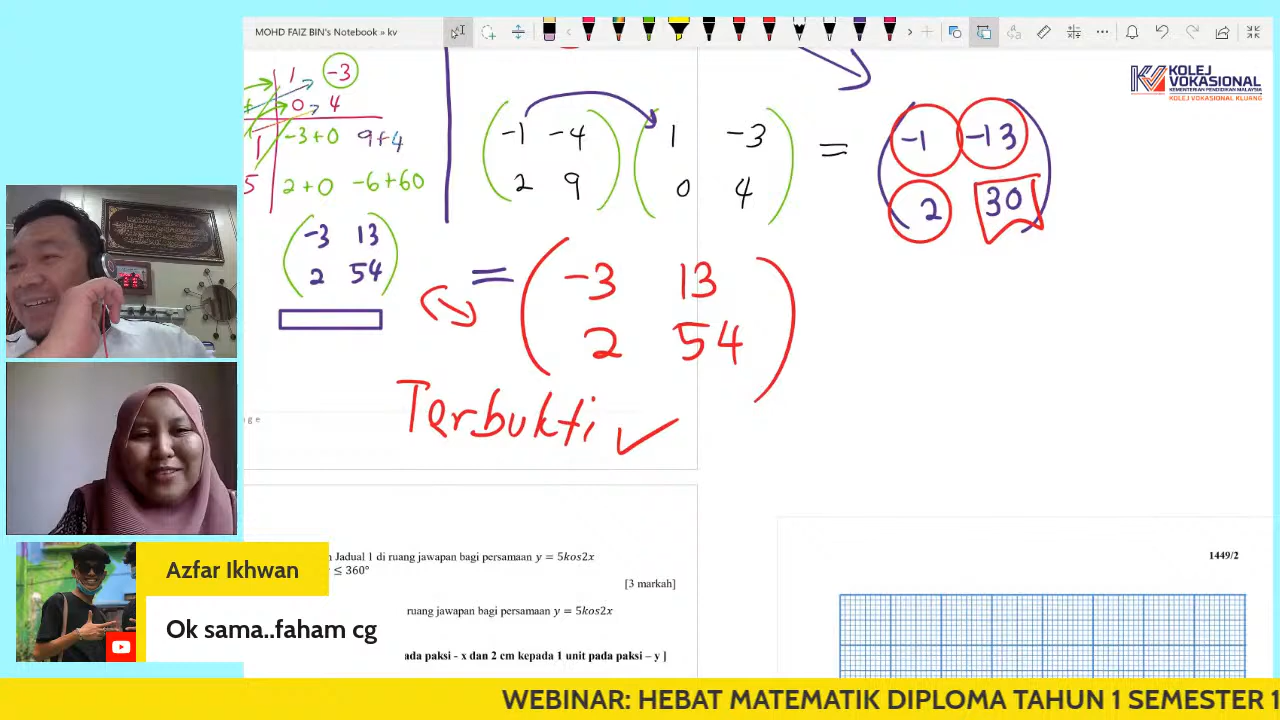 MOHD FAIZ BIN's Notebook » kv
KOLEJ
VOKASIONAL
KEMENTERIAN PENDIDIKAN MALAYSIA
KOLEJ VOKASIONAL KLUANG
1 -3
0 4
1 -3+0 9+4
5 2+0 -6+60
-3 13
2 54
-1 -4 1 -3 = -1 -13
2 9 0 4 2 30
= -3 13
2 54
Terbukti ✓
Jadual 1 di ruang jawapan bagi persamaan y = 5kos2x
≤ 360°
[3 markah]
ruang jawapan bagi persamaan y = 5kos2x
ada paksi - x dan 2 cm kepada 1 unit pada paksi – y ]
1449/2
Azfar Ikhwan
Ok sama..faham cg
WEBINAR: HEBAT MATEMATIK DIPLOMA TAHUN 1 SEMESTER 1